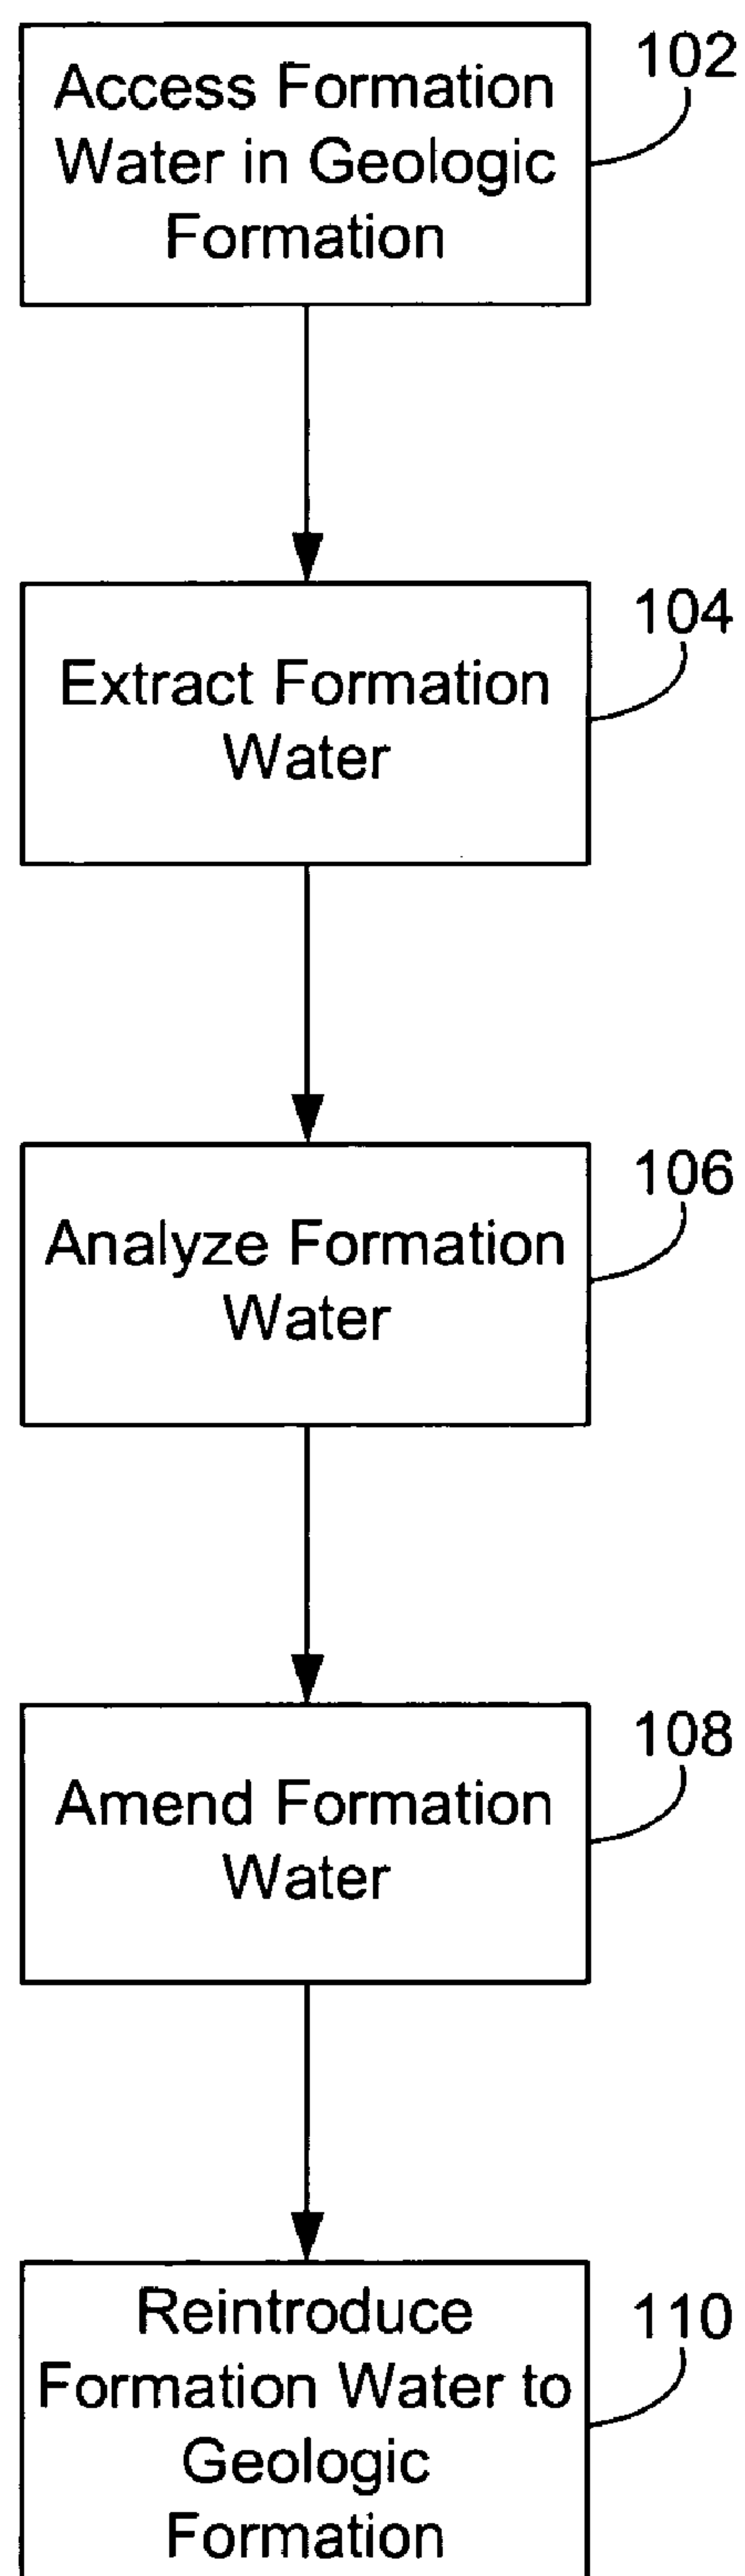 Access Formation
Water in Geologic
Formation
102
Extract Formation
Water
104
Analyze Formation
Water
106
Amend Formation
Water
108
Reintroduce
Formation Water to
Geologic
Formation
110